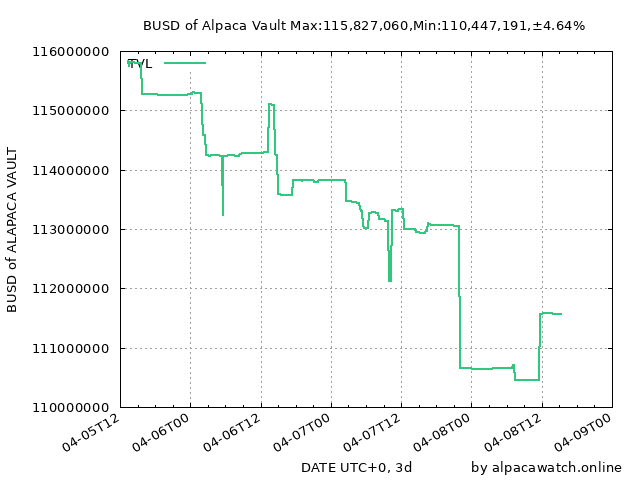 BUSD of Alpaca Vault Max:115,827,060,Min:110,447,191,±4.64%
TVL
116000000
115000000
114000000
113000000
112000000
111000000
110000000
BUSD of ALAPACA VAULT
04-05T12
04-06T00
04-06T12
04-07T00
04-07T12
04-08T00
04-08T12
04-09T00
DATE UTC+0, 3d
by alpacawatch.online